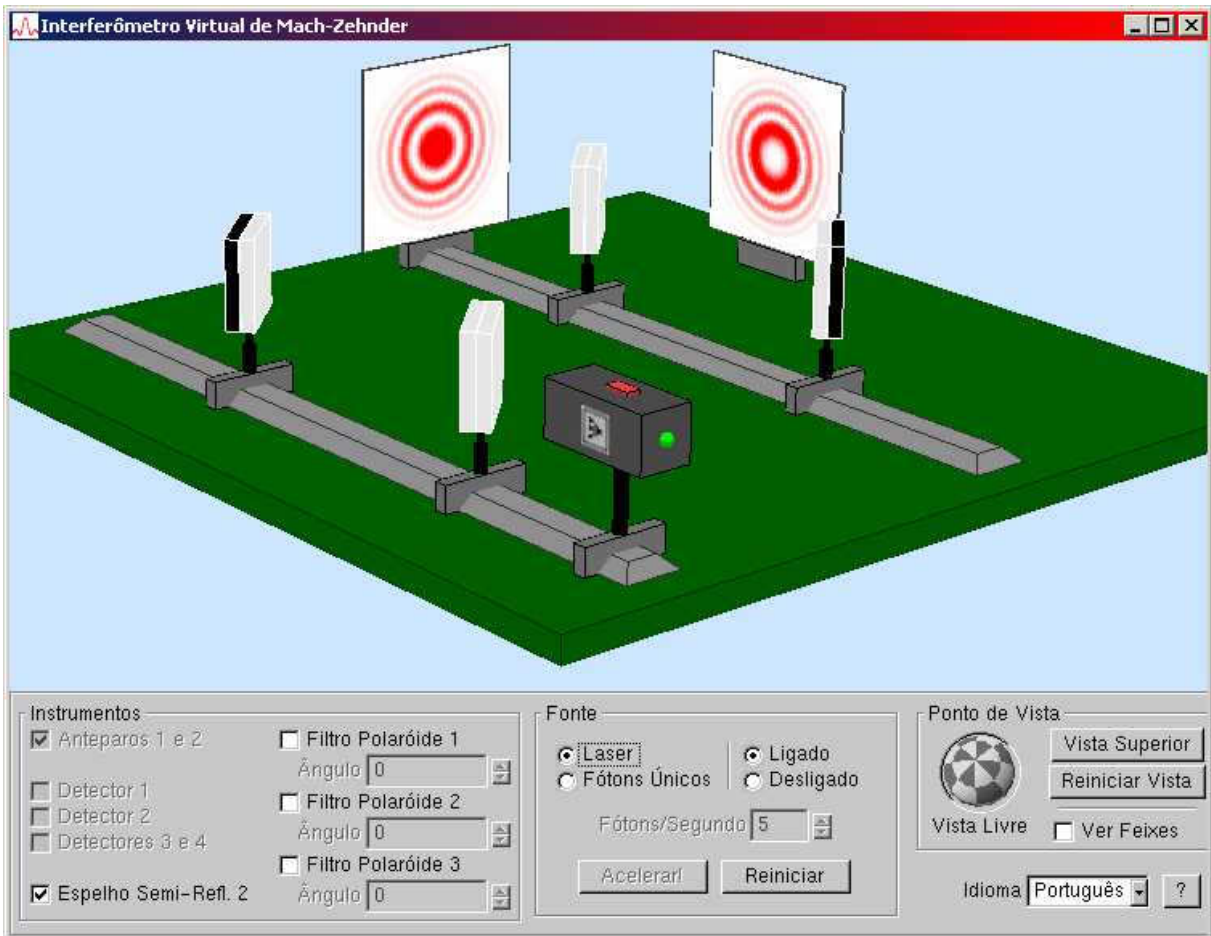 Interferômetro Virtual de Mach-Zehnder
Instrumentos
Anteparos 1 e 2
Detector 1
Detector 2
Detectores 3 e 4
Espelho Semi-Refl. 2
Filtro Polaróide 1
Ângulo 0
Filtro Polaróide 2
Ângulo 0
Filtro Polaróide 3
Ângulo 0
Fonte
Laser
Fótons Únicos
Ligado
Desligado
Fótons/Segundo 5
Acelerar!
Reiniciar
Ponto de Vista
Vista Livre
Vista Superior
Reiniciar Vista
Ver Feixes
Idioma Português ?